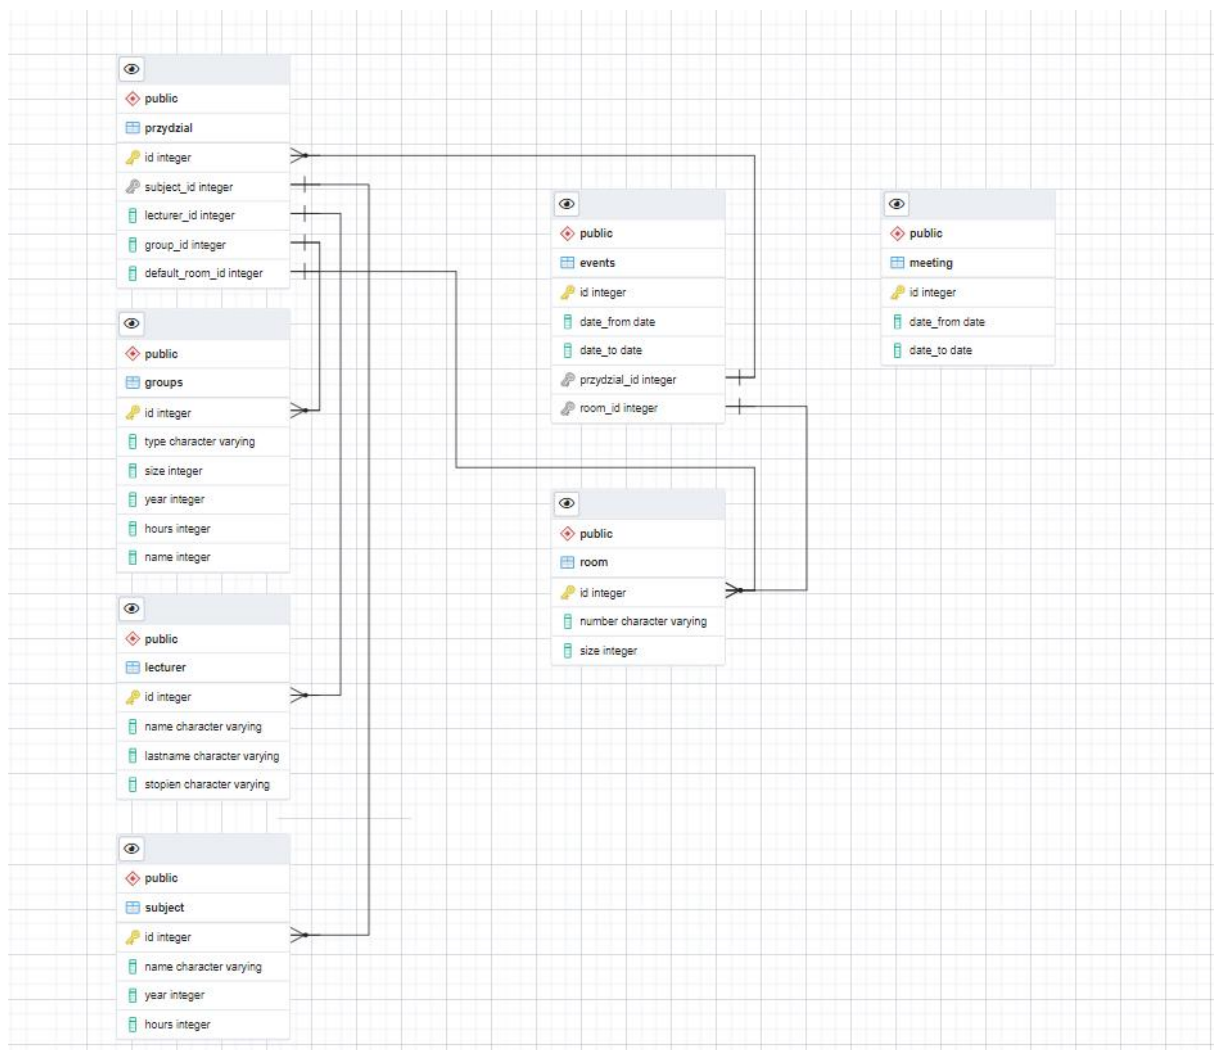 public
przydzial
id integer
subject_id integer
lecturer_id integer
group_id integer
default_room_id integer
public
groups
id integer
type character varying
size integer
year integer
hours integer
name integer
public
lecturer
id integer
name character varying
lastname character varying
stopien character varying
public
subject
id integer
name character varying
year integer
hours integer
public
events
id integer
date_from date
date_to date
przydzial_id integer
room_id integer
public
room
id integer
number character varying
size integer
public
meeting
id integer
date_from date
date_to date